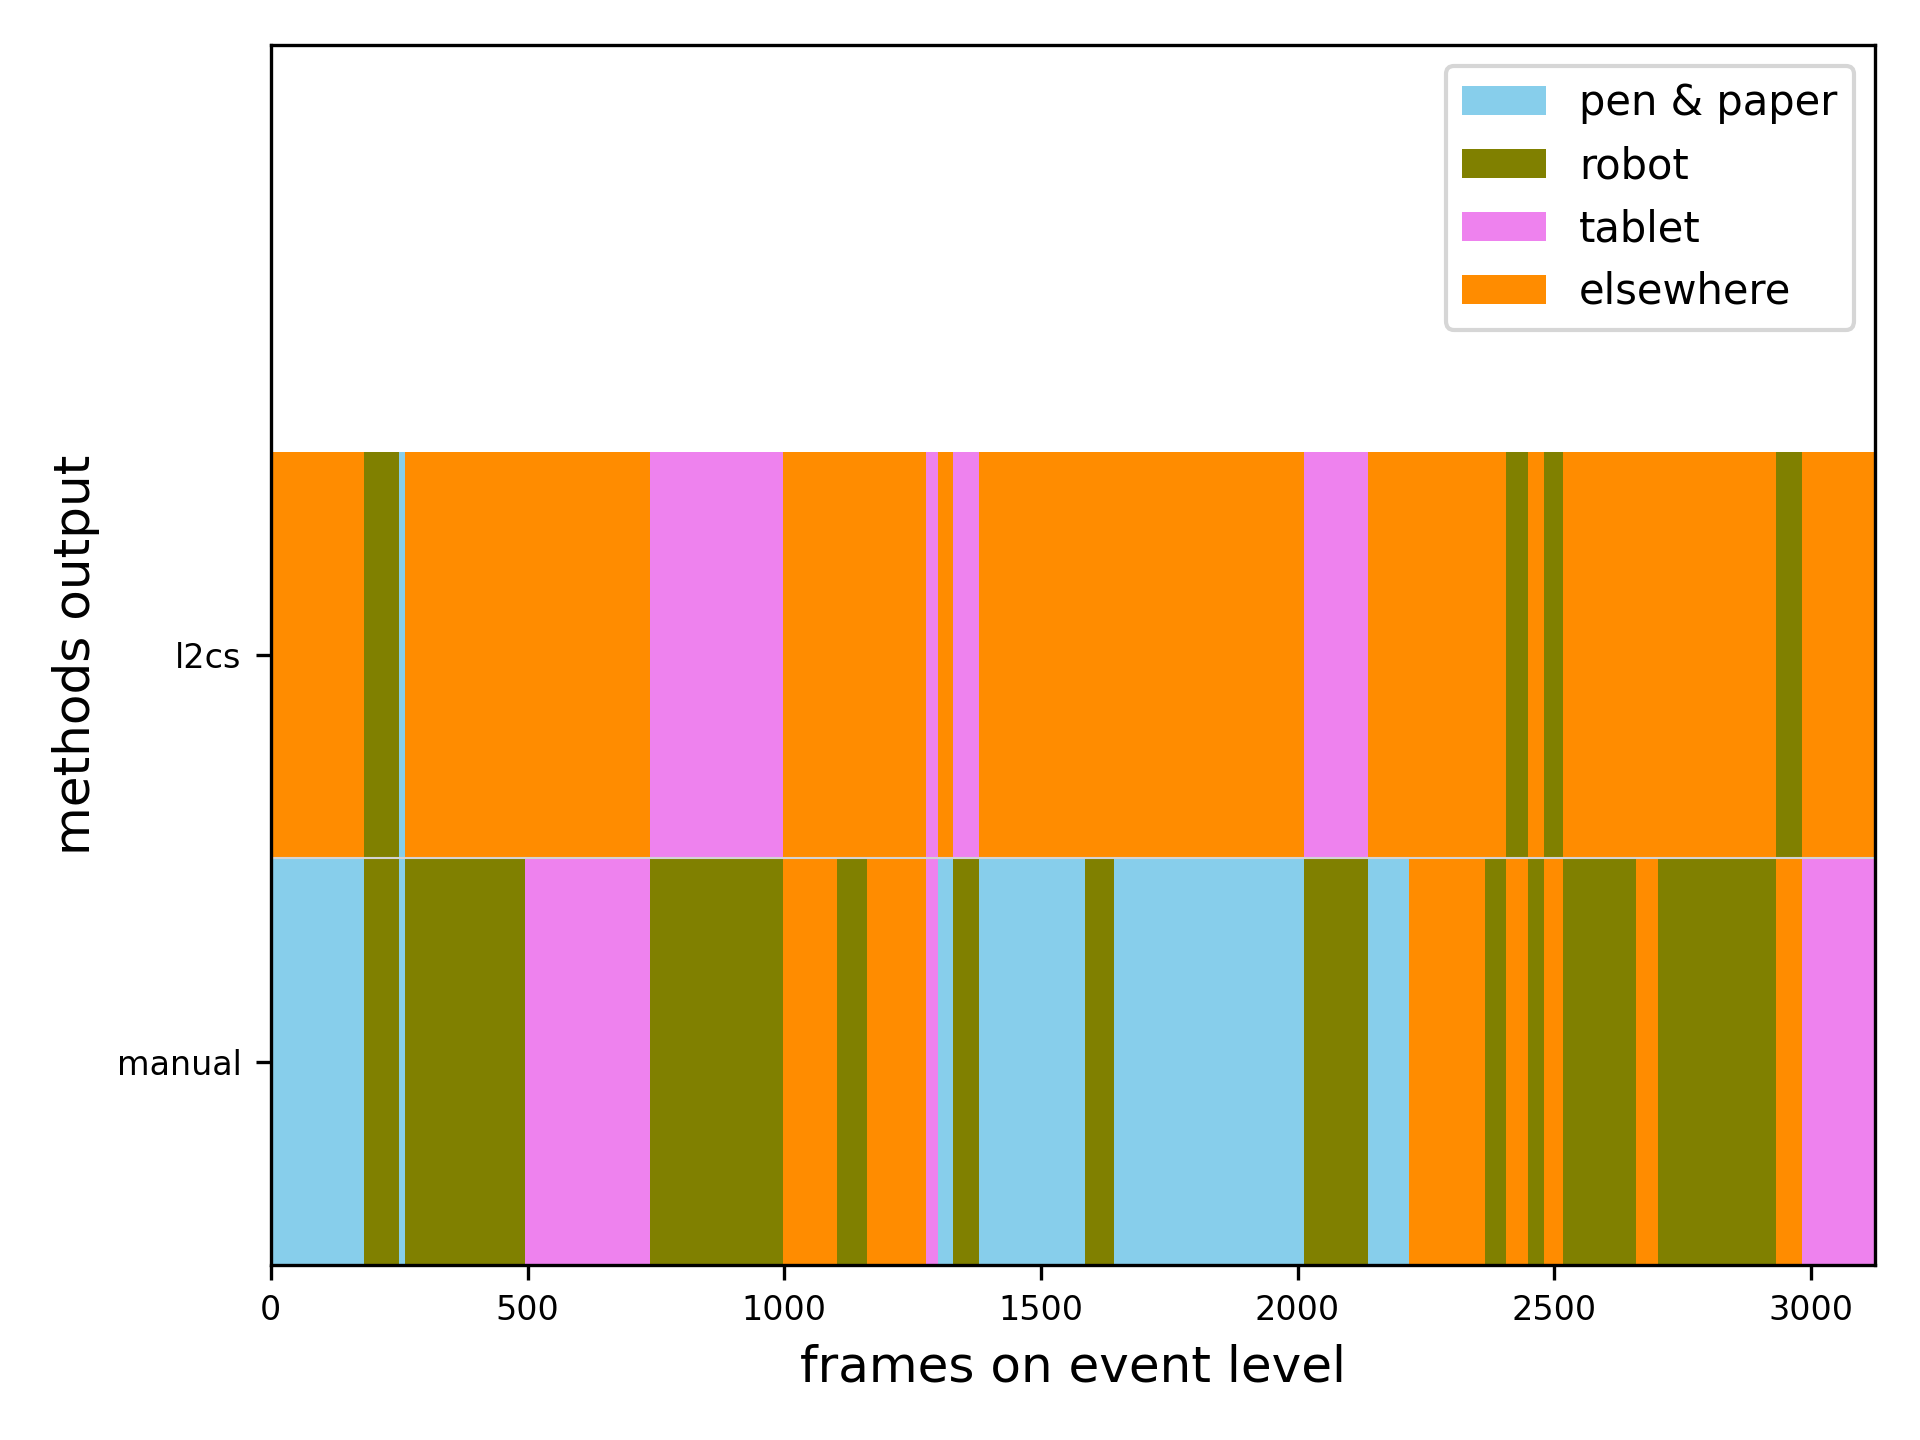 pen & paper
robot
tablet
elsewhere
methods output
l2cs
manual
0 500 1000 1500 2000 2500 3000
frames on event level